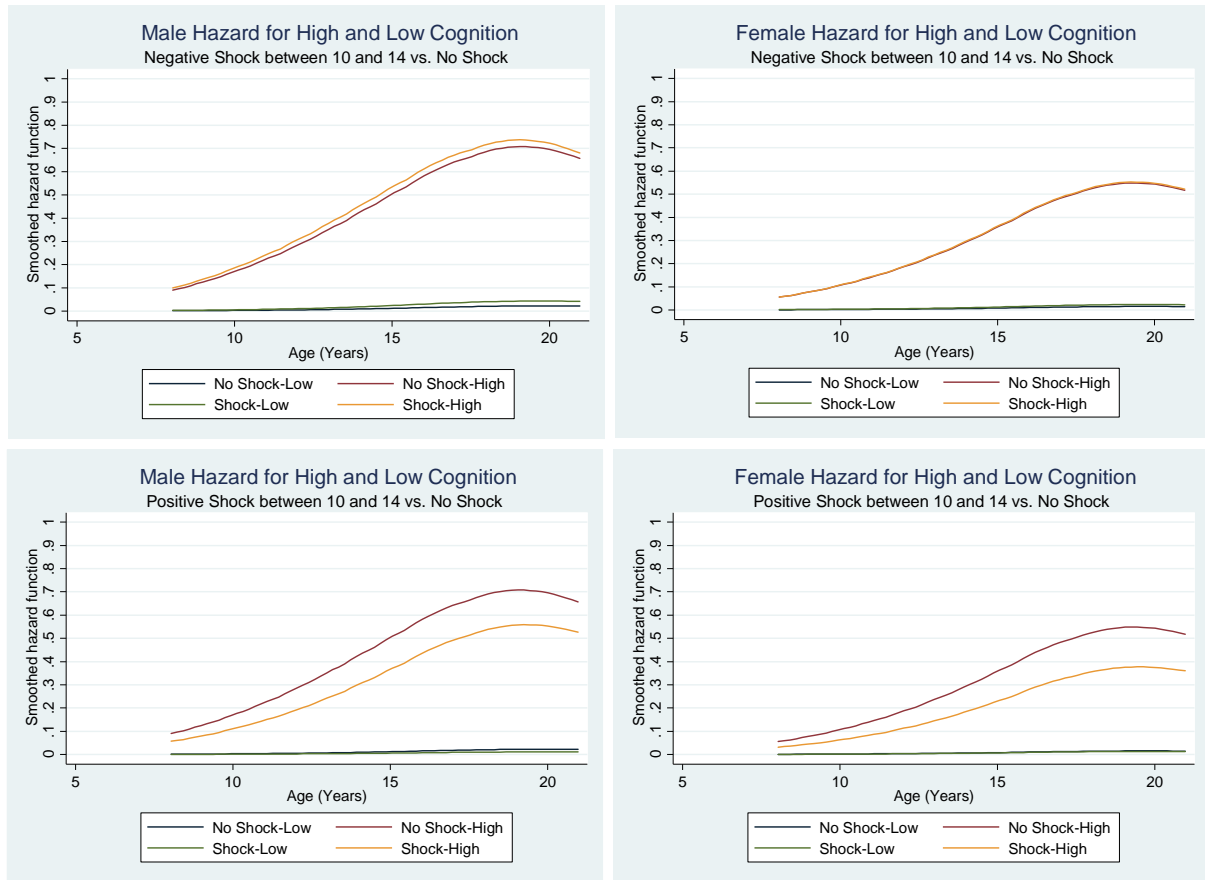 Male Hazard for High and Low Cognition
Negative Shock between 10 and 14 vs. No Shock
Smoothed hazard function
0 .1 .2 .3 .4 .5 .6 .7 .8 .9 1
5 10 15 20
Age (Years)
No Shock-Low No Shock-High
Shock-Low Shock-High
Female Hazard for High and Low Cognition
Negative Shock between 10 and 14 vs. No Shock
Smoothed hazard function
0 .1 .2 .3 .4 .5 .6 .7 .8 .9 1
5 10 15 20
Age (Years)
No Shock-Low No Shock-High
Shock-Low Shock-High
Male Hazard for High and Low Cognition
Positive Shock between 10 and 14 vs. No Shock
Smoothed hazard function
0 .1 .2 .3 .4 .5 .6 .7 .8 .9 1
5 10 15 20
Age (Years)
No Shock-Low No Shock-High
Shock-Low Shock-High
Female Hazard for High and Low Cognition
Positive Shock between 10 and 14 vs. No Shock
Smoothed hazard function
0 .1 .2 .3 .4 .5 .6 .7 .8 .9 1
5 10 15 20
Age (Years)
No Shock-Low No Shock-High
Shock-Low Shock-High